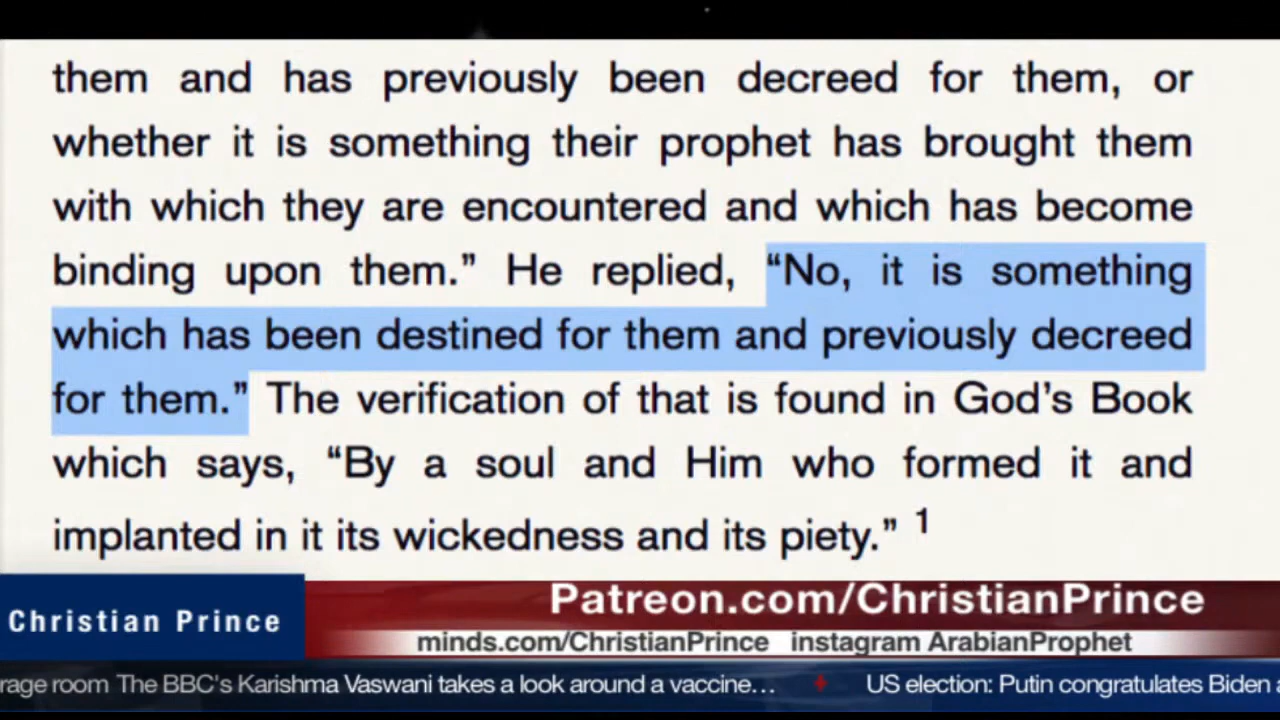 them and has previously been decreed for them, or
whether it is something their prophet has brought them
with which they are encountered and which has become
binding upon them.” He replied, “No, it is something
which has been destined for them and previously decreed
for them.” The verification of that is found in God’s Book
which says, “By a soul and Him who formed it and
implanted in it its wickedness and its piety.” 1
Christian Prince
Patreon.com/ChristianPrince
minds.com/ChristianPrince instagram ArabianProphet
room The BBC's Karishma Vaswani takes a look around a vaccine... US election: Putin congratulates Biden